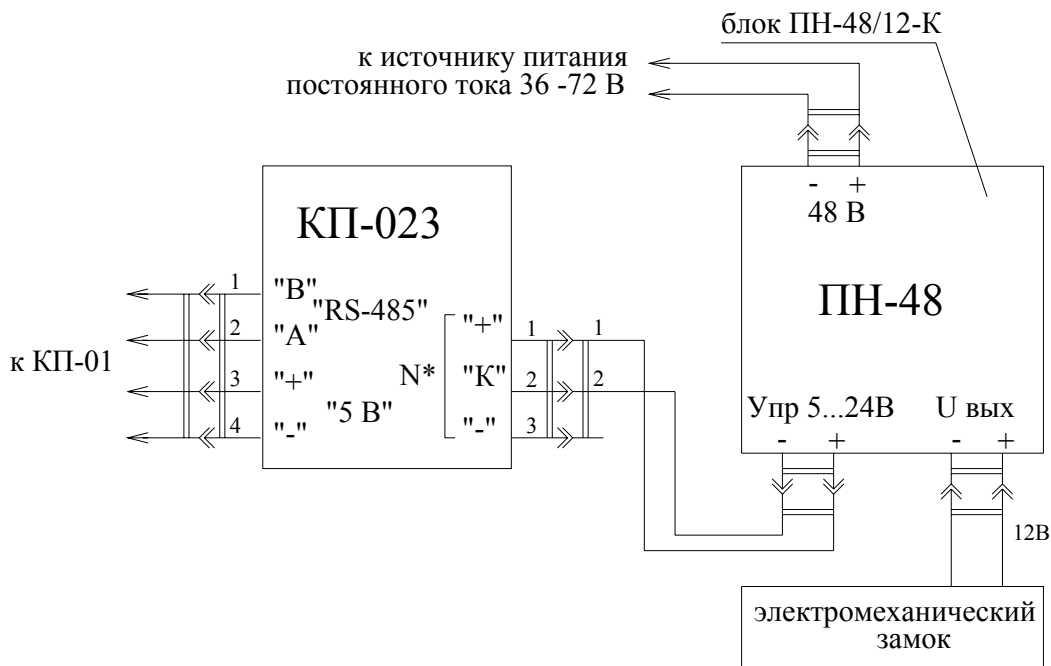 блок ПН-48/12-К
к источнику питания
постоянного тока 36 -72 В
- +
48 В
КП-023
ПН-48
1 "В"
"RS-485"
2 "А"
3 "+"
"5 В"
4 "-"
к КП-01
N*
"+" 1 1
"К" 2 2
"-" 3
Упр 5...24В U вых
- + - +
12В
электромеханический
замок